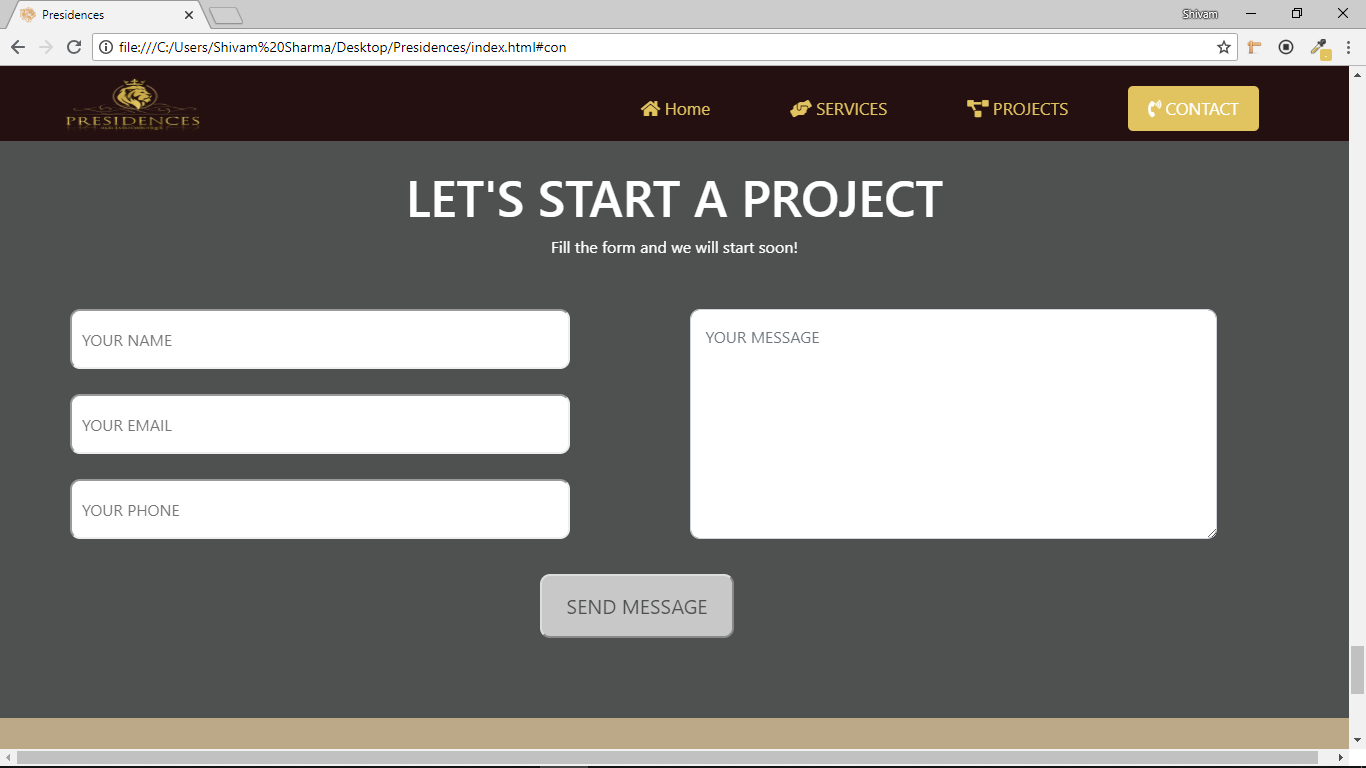 Presidences
Shivam
file:///C:/Users/Shivam%20Sharma/Desktop/Presidences/index.html#con
PRESIDENCES
Home
SERVICES
PROJECTS
CONTACT
LET'S START A PROJECT
Fill the form and we will start soon!
YOUR NAME
YOUR MESSAGE
YOUR EMAIL
YOUR PHONE
SEND MESSAGE